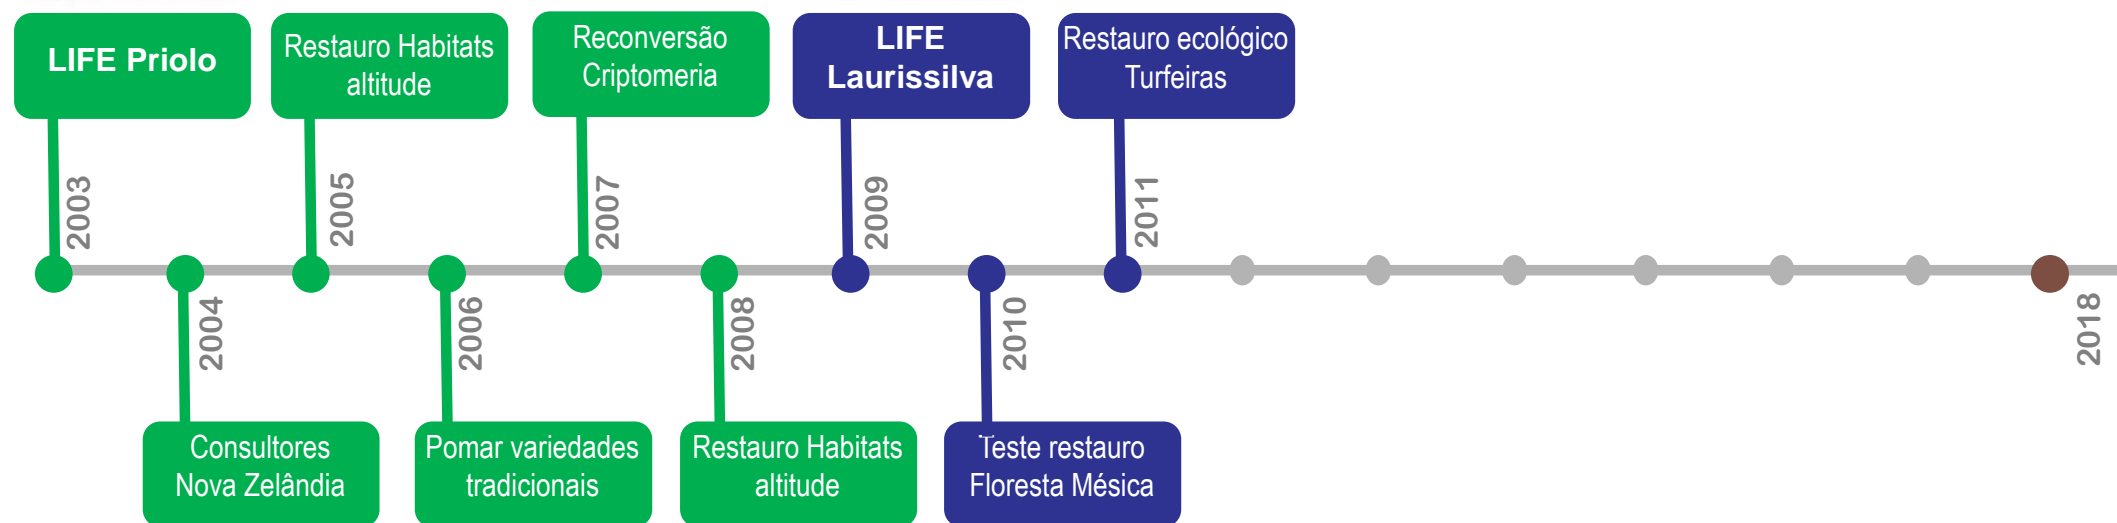 LIFE Priolo
2003
Consultores
Nova Zelândia
2004
Restauro Habitats
altitude
2005
Pomar variedades
tradicionais
2006
Reconversão
Criptomeria
2007
Restauro Habitats
altitude
2008
LIFE
Laurissilva
2009
Teste restauro
Floresta Mésica
2010
Restauro ecológico
Turfeiras
2011
2018